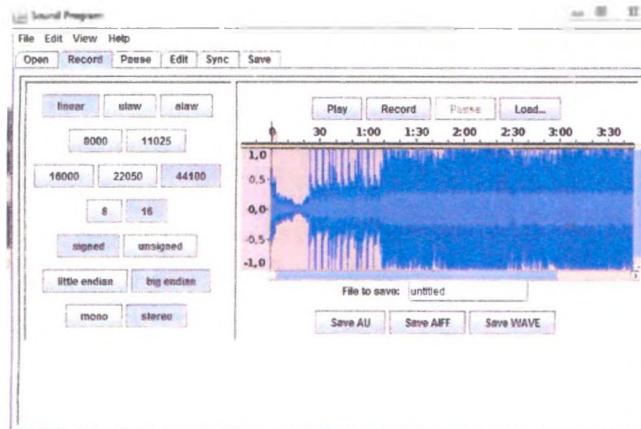 Sound Program
File Edit View Help
Open Record Pause Edit Sync Save
linear ulaw alaw
8000 11025
16000 22050 44100
8 16
signed unsigned
little endian big endian
mono stereo
Play Record Pause Load...
0 30 1:00 1:30 2:00 2:30 3:00 3:30
1,0
0,5
0,0
-0,5
-1,0
File to save: untitled
Save AU Save AIFF Save WAVE